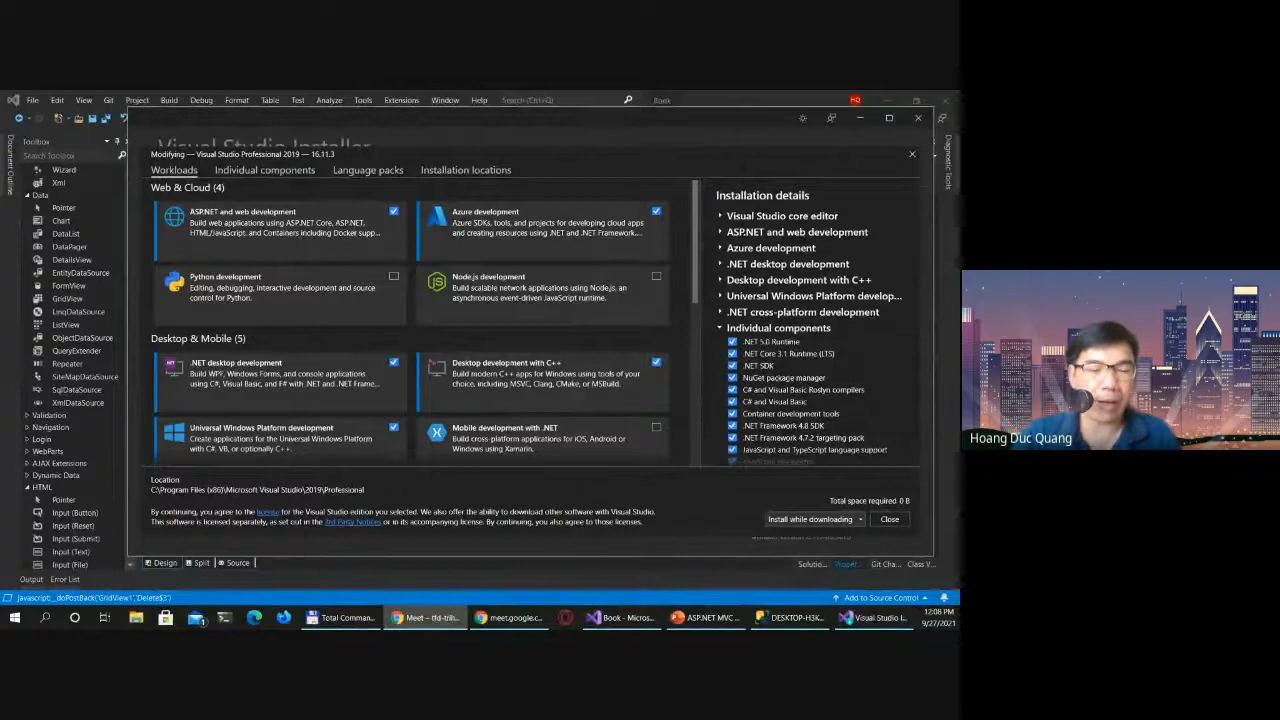 File Edit View Git Project Build Debug Format Table Test Analyze Tools Extensions Window Help Search (Ctrl+Q) Book HQ
Toolbox
Search Toolbox
Document Outline
Wizard
Xml
Data
Pointer
Chart
DataList
DataPager
DetailsView
EntityDataSource
FormView
GridView
LinqDataSource
ListView
ObjectDataSource
QueryExtender
Repeater
SiteMapDataSource
SqlDataSource
XmlDataSource
Validation
Navigation
Login
WebParts
AJAX Extensions
HTML
Pointer
Input (Button)
Input (Reset)
Input (Submit)
Input (Text)
Input (File)
Output Error List
Visual Studio Installer
Modifying — Visual Studio Professional 2019 — 16.11.3
Workloads Individual components Language packs Installation locations
Web & Cloud (4)
ASP.NET and web development
Build web applications using ASP.NET Core, ASP.NET,
HTML/JavaScript, and Containers including Docker supp...
Azure development
Azure SDKs, tools, and projects for developing cloud apps
and creating resources using .NET and .NET Framework....
Python development
Editing, debugging, interactive development and source
control for Python.
Node.js development
Build scalable network applications using Node.js, an
asynchronous event-driven JavaScript runtime.
Desktop & Mobile (5)
.NET desktop development
Build WPF, Windows Forms, and console applications
using C#, Visual Basic, and F# with .NET and .NET Frame...
Desktop development with C++
Build modern C++ apps for Windows using tools of your
choice, including MSVC, Clang, CMake, or MSBuild.
Universal Windows Platform development
Create applications for the Universal Windows Platform
with C#, VB, or optionally C++.
Mobile development with .NET
Build cross-platform applications for iOS, Android or
Windows using Xamarin.
Installation details
Visual Studio core editor
ASP.NET and web development
Azure development
.NET desktop development
Desktop development with C++
Universal Windows Platform develop...
.NET cross-platform development
Individual components
.NET 5.0 Runtime
.NET Core 3.1 Runtime (LTS)
.NET SDK
NuGet package manager
C# and Visual Basic Roslyn compilers
C# and Visual Basic
Container development tools
.NET Framework 4.8 SDK
.NET Framework 4.7.2 targeting pack
JavaScript and TypeScript language support
Location
C:\Program Files (x86)\Microsoft Visual Studio\2019\Professional
Total space required 0 B
By continuing, you agree to the license for the Visual Studio edition you selected. We also offer the ability to download other software with Visual Studio.
This software is licensed separately, as set out in the 3rd Party Notices or in its accompanying license. By continuing, you also agree to those licenses.
Install while downloading Close
Diagnostic Tools
Design Split Source
Solutio... Proper... Git Cha... Class V...
javascript:__doPostBack('GridView1','Delete$3')
Add to Source Control
Total Comman... Meet – tfd-trih... meet.google.c... Book - Micros... ASP.NET MVC ... DESKTOP-H3K... Visual Studio I...
12:08 PM
9/27/2021
Hoang Duc Quang